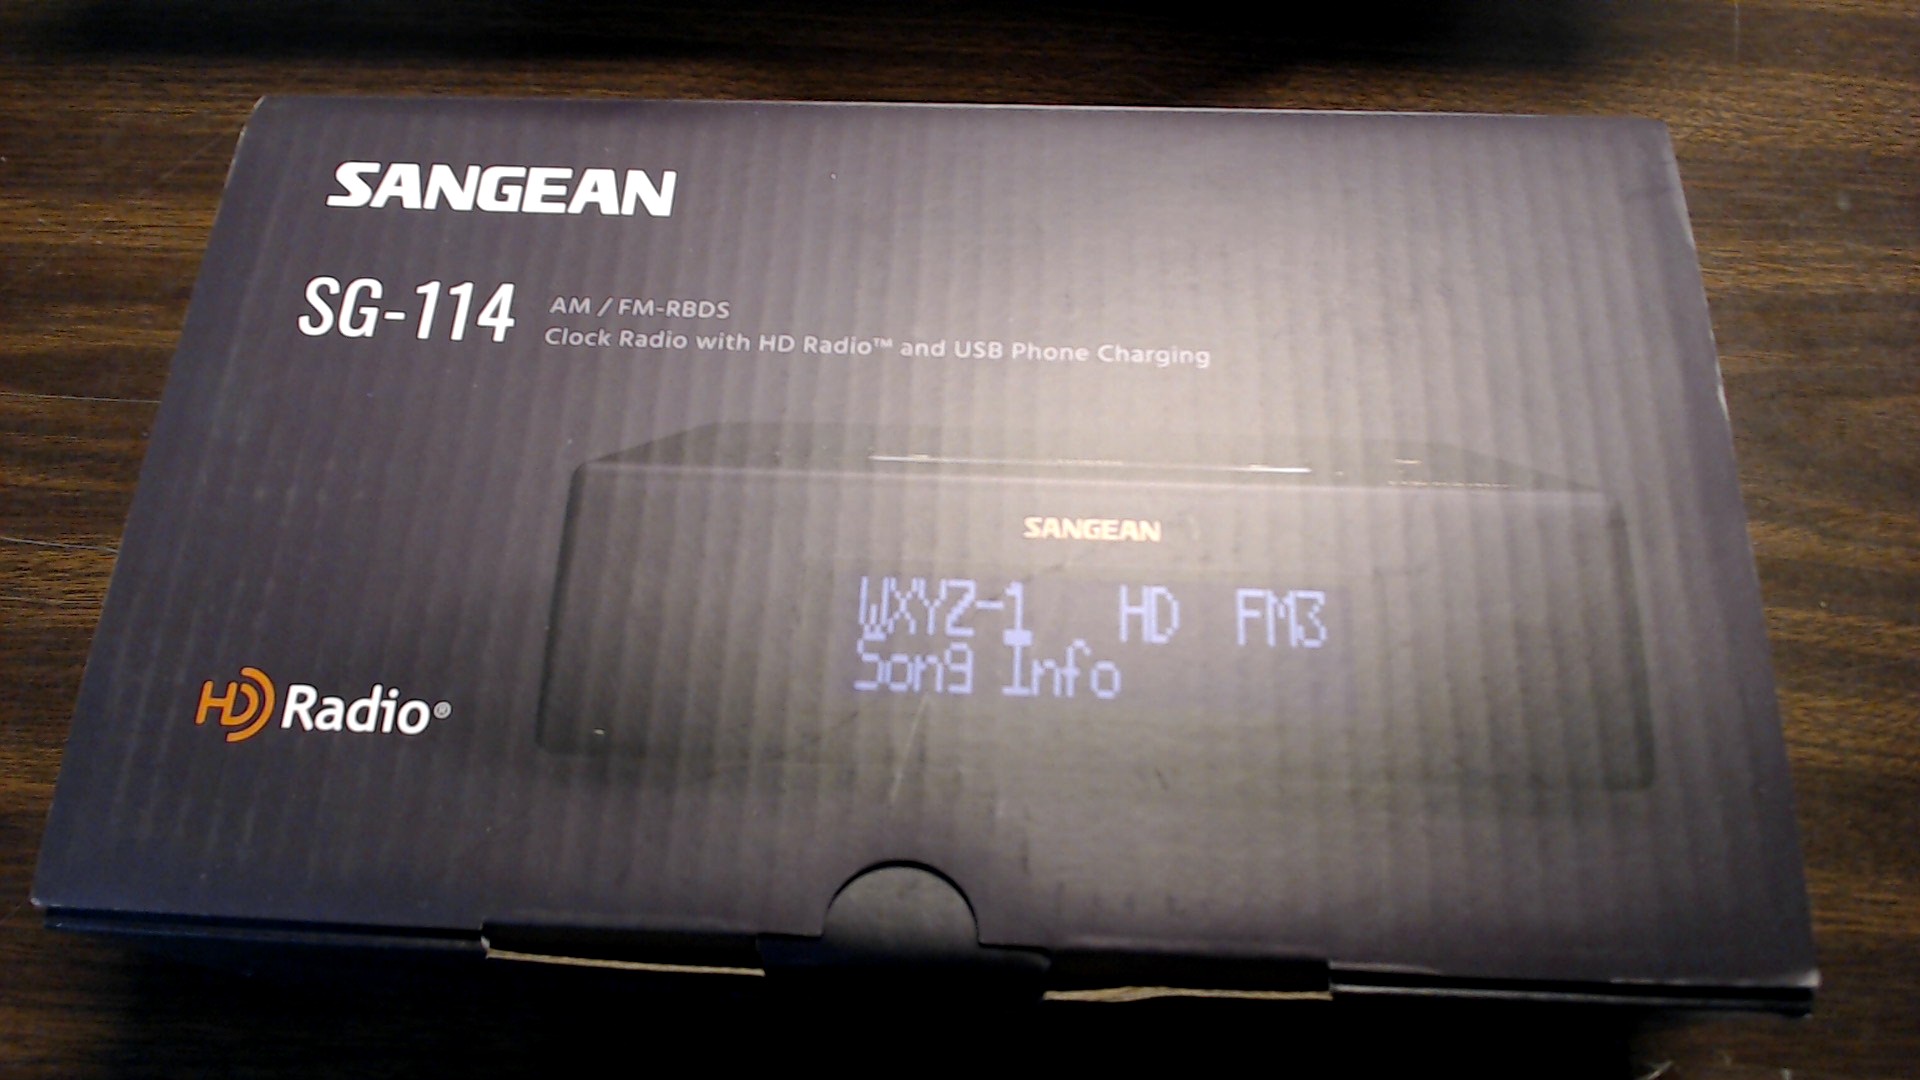 SANGEAN
SG-114
AM / FM-RBDS
Clock Radio with HD Radio™ and USB Phone Charging
SANGEAN
WXYZ-1 HD FM3
Song Info
HD Radio®